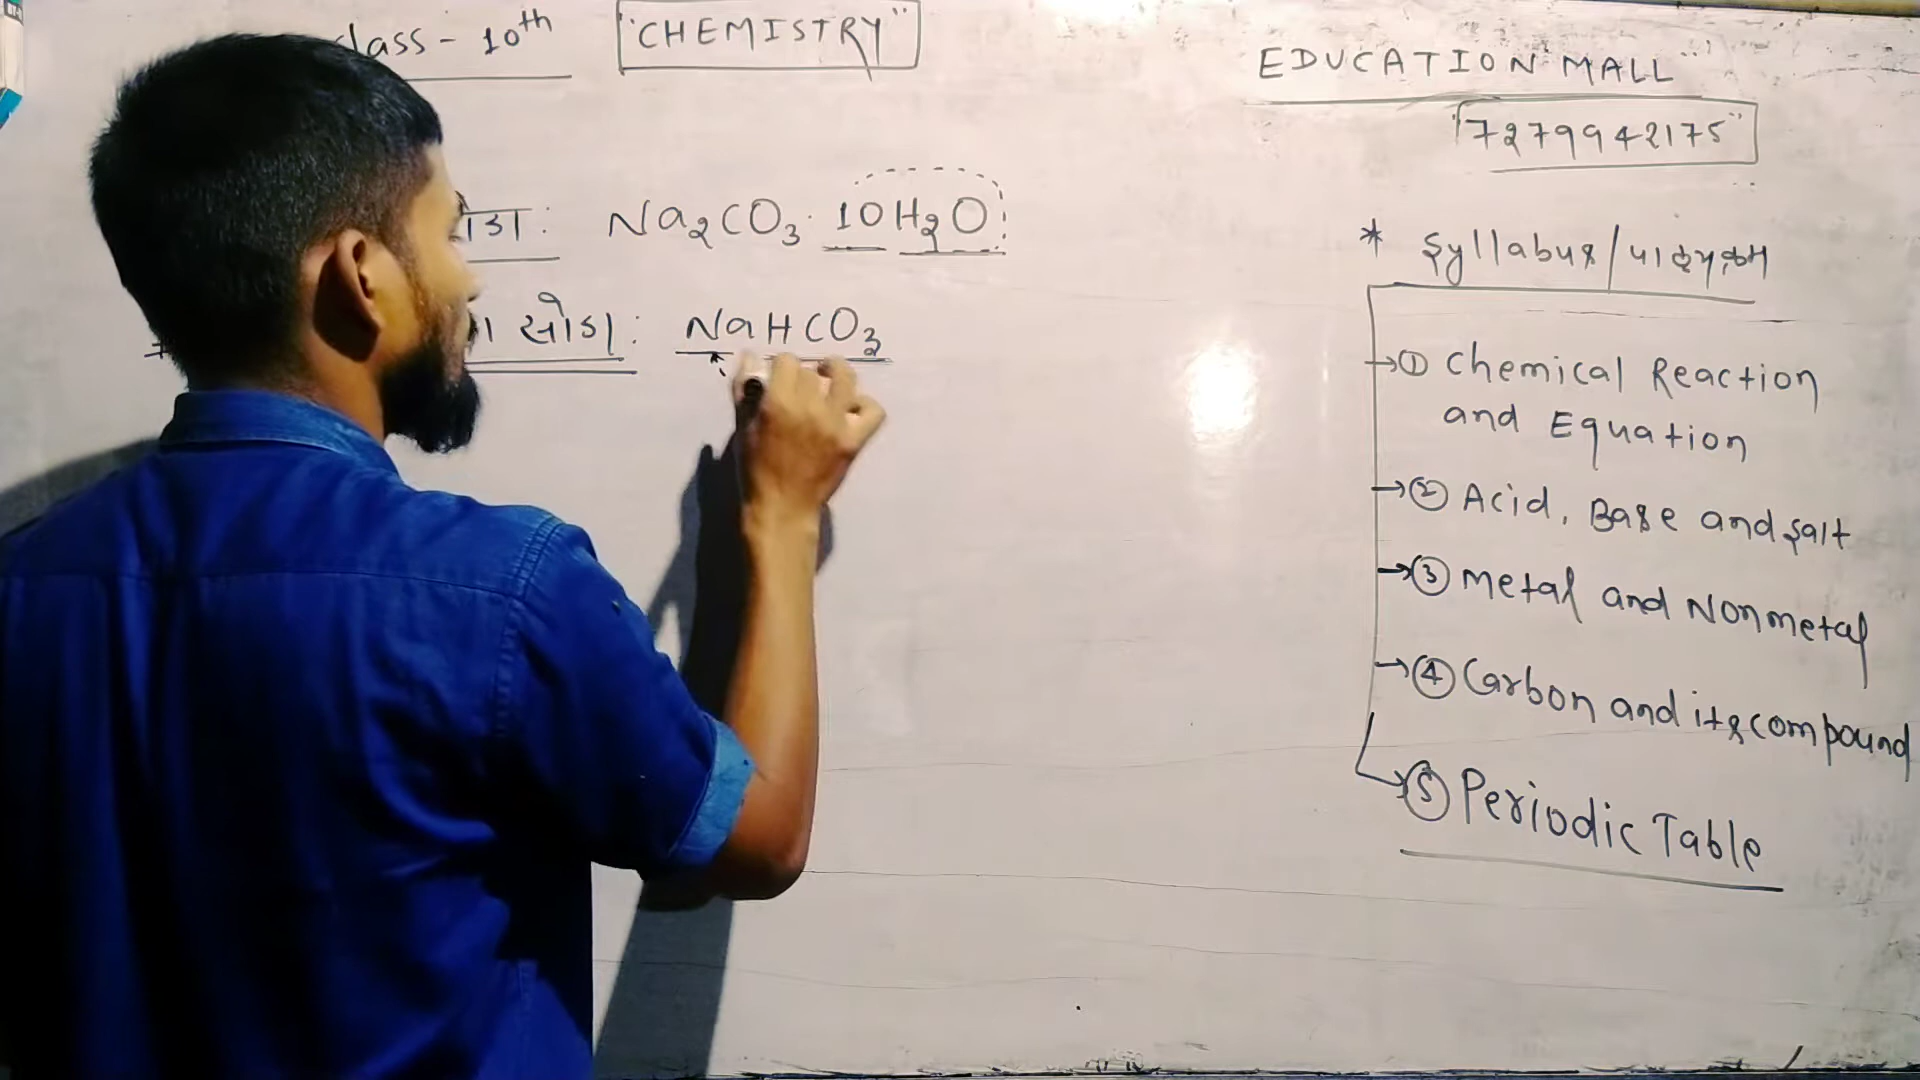 class - 10th
"CHEMISTRY"
Na2CO3. 10H2O
सोडा: NaHCO3
EDUCATION MALL
"7279942175"
* Syllabus/पाठ्यक्रम
→① Chemical Reaction
and Equation
→② Acid, Base and Salt
→③ Metal and Nonmetal
→④ Carbon and its compound
→⑤ Periodic Table